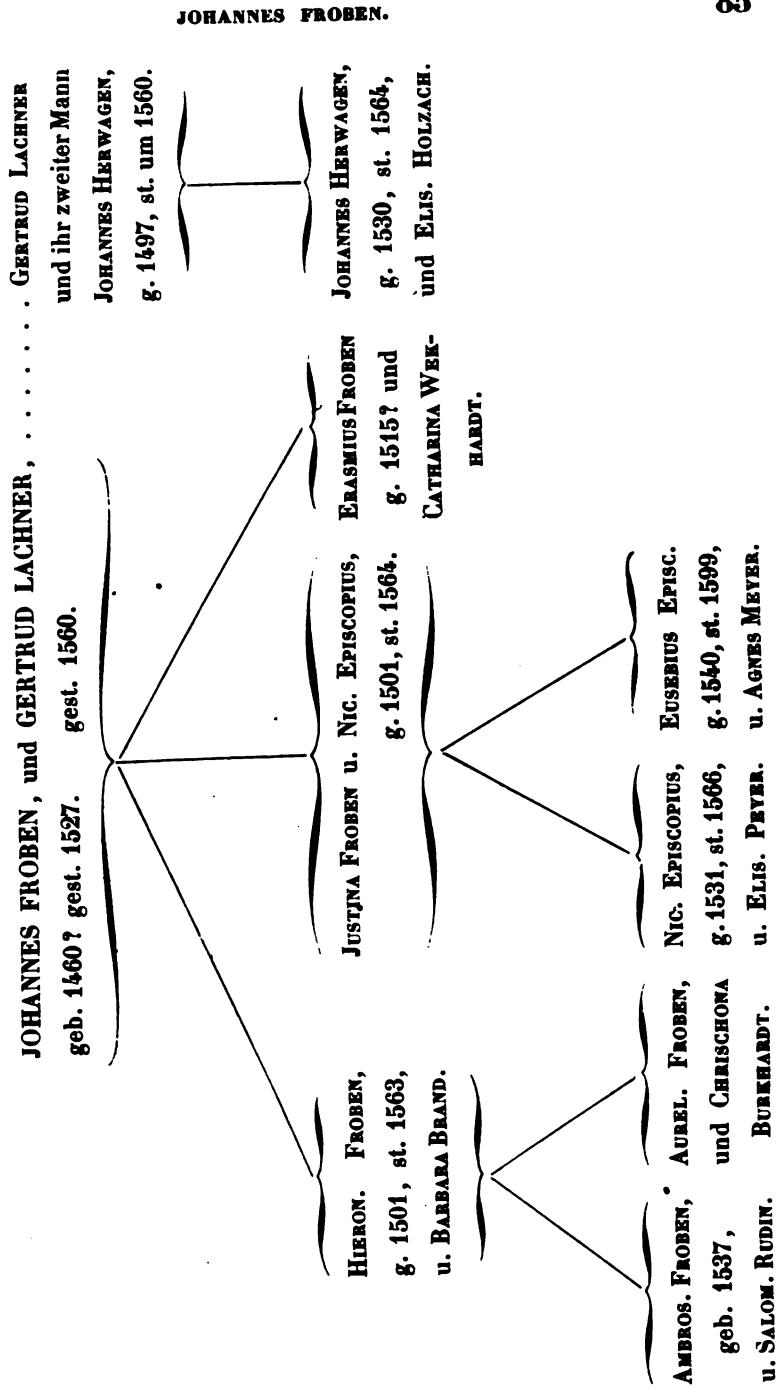 JOHANNES FROBEN.
JOHANNES FROBEN, und GERTRUD LACHNER, . . . . . . . GERTRUD LACHNER
geb. 1460? gest. 1527. gest. 1560.
und ihr zweiter Mann
JOHANNES HERWAGEN,
g. 1497, st. um 1560.
HIERON. FROBEN,
g. 1501, st. 1563,
u. BARBARA BRAND.
JUSTINA FROBEN u. NIC. EPISCOPIUS,
g. 1501, st. 1564.
ERASMIUS FROBEN
g. 1515? und
CATHARINA WEK-
HARDT.
JOHANNES HERWAGEN,
g. 1530, st. 1564,
und ELIS. HOLZACH.
AMBROS. FROBEN,
geb. 1537,
u. SALOM. RUDIN.
AUREL. FROBEN,
und CHRISCHONA
BURKHARDT.
NIC. EPISCOPIUS,
g. 1531, st. 1566,
u. ELIS. PEYER.
EUSEBIUS EPISC.
g. 1540, st. 1599,
u. AGNES MEYER.